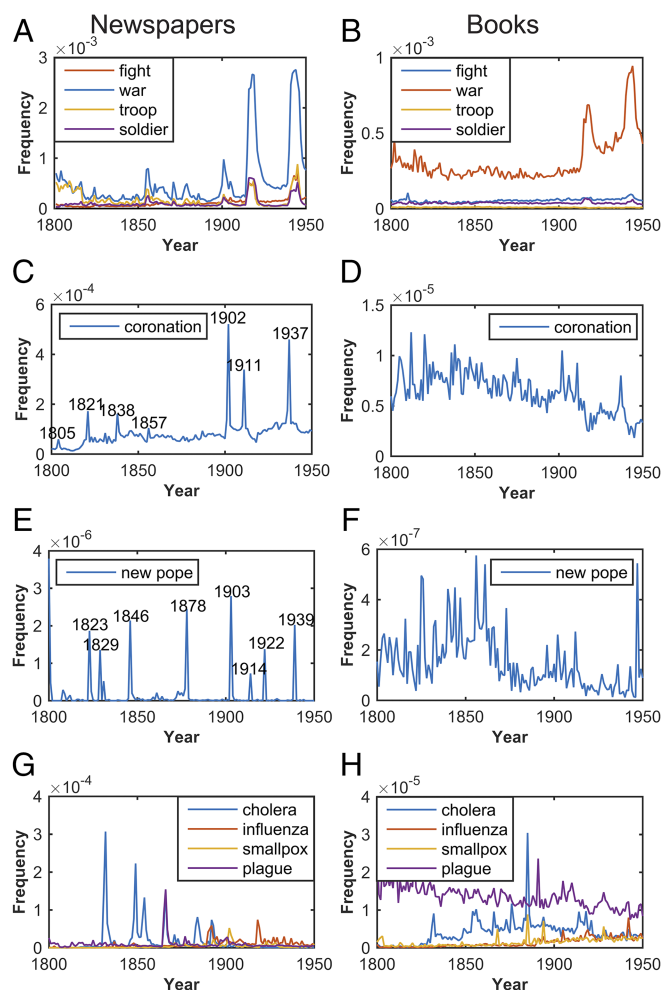 Newspapers
Books
A
×10⁻³
3
2
1
0
Frequency
fight
war
troop
soldier
1800
1850
1900
1950
Year
B
×10⁻³
1
0.5
0
Frequency
fight
war
troop
soldier
1800
1850
1900
1950
Year
C
×10⁻⁴
6
4
2
0
Frequency
coronation
1902
1937
1911
1821
1838
1857
1805
1800
1850
1900
1950
Year
D
×10⁻⁵
1.5
1
0.5
0
Frequency
coronation
1800
1850
1900
1950
Year
E
×10⁻⁶
4
3
2
1
0
Frequency
new pope
1903
1878
1846
1939
1823
1829
1922
1914
1800
1850
1900
1950
Year
F
×10⁻⁷
6
4
2
0
Frequency
new pope
1800
1850
1900
1950
Year
G
×10⁻⁴
4
3
2
1
0
Frequency
cholera
influenza
smallpox
plague
1800
1850
1900
1950
Year
H
×10⁻⁵
4
3
2
1
0
Frequency
cholera
influenza
smallpox
plague
1800
1850
1900
1950
Year